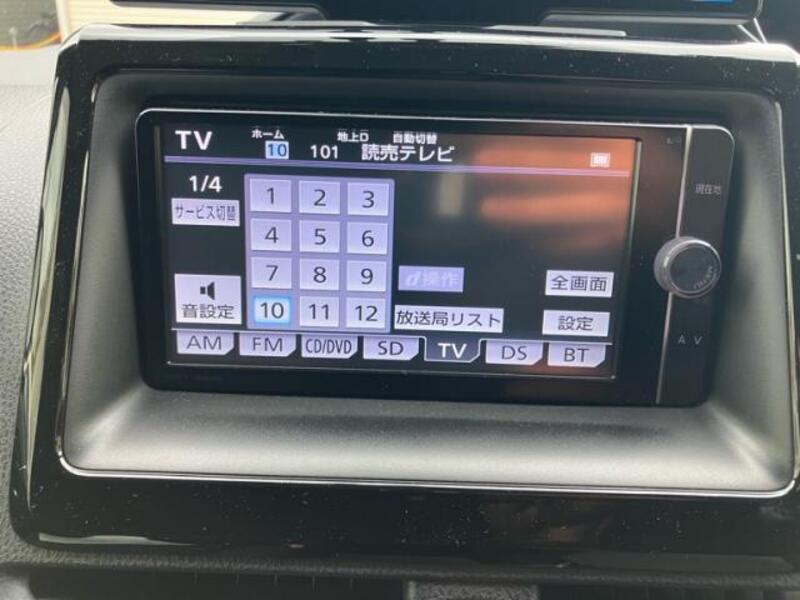 TV ホーム 10 地上D 101 自動切替 読売テレビ
1/4
サービス切替
1 2 3
4 5 6
7 8 9
10 11 12
d操作
全画面
音設定
放送局リスト
設定
AM FM CD/DVD SD TV DS BT
現在地
AV